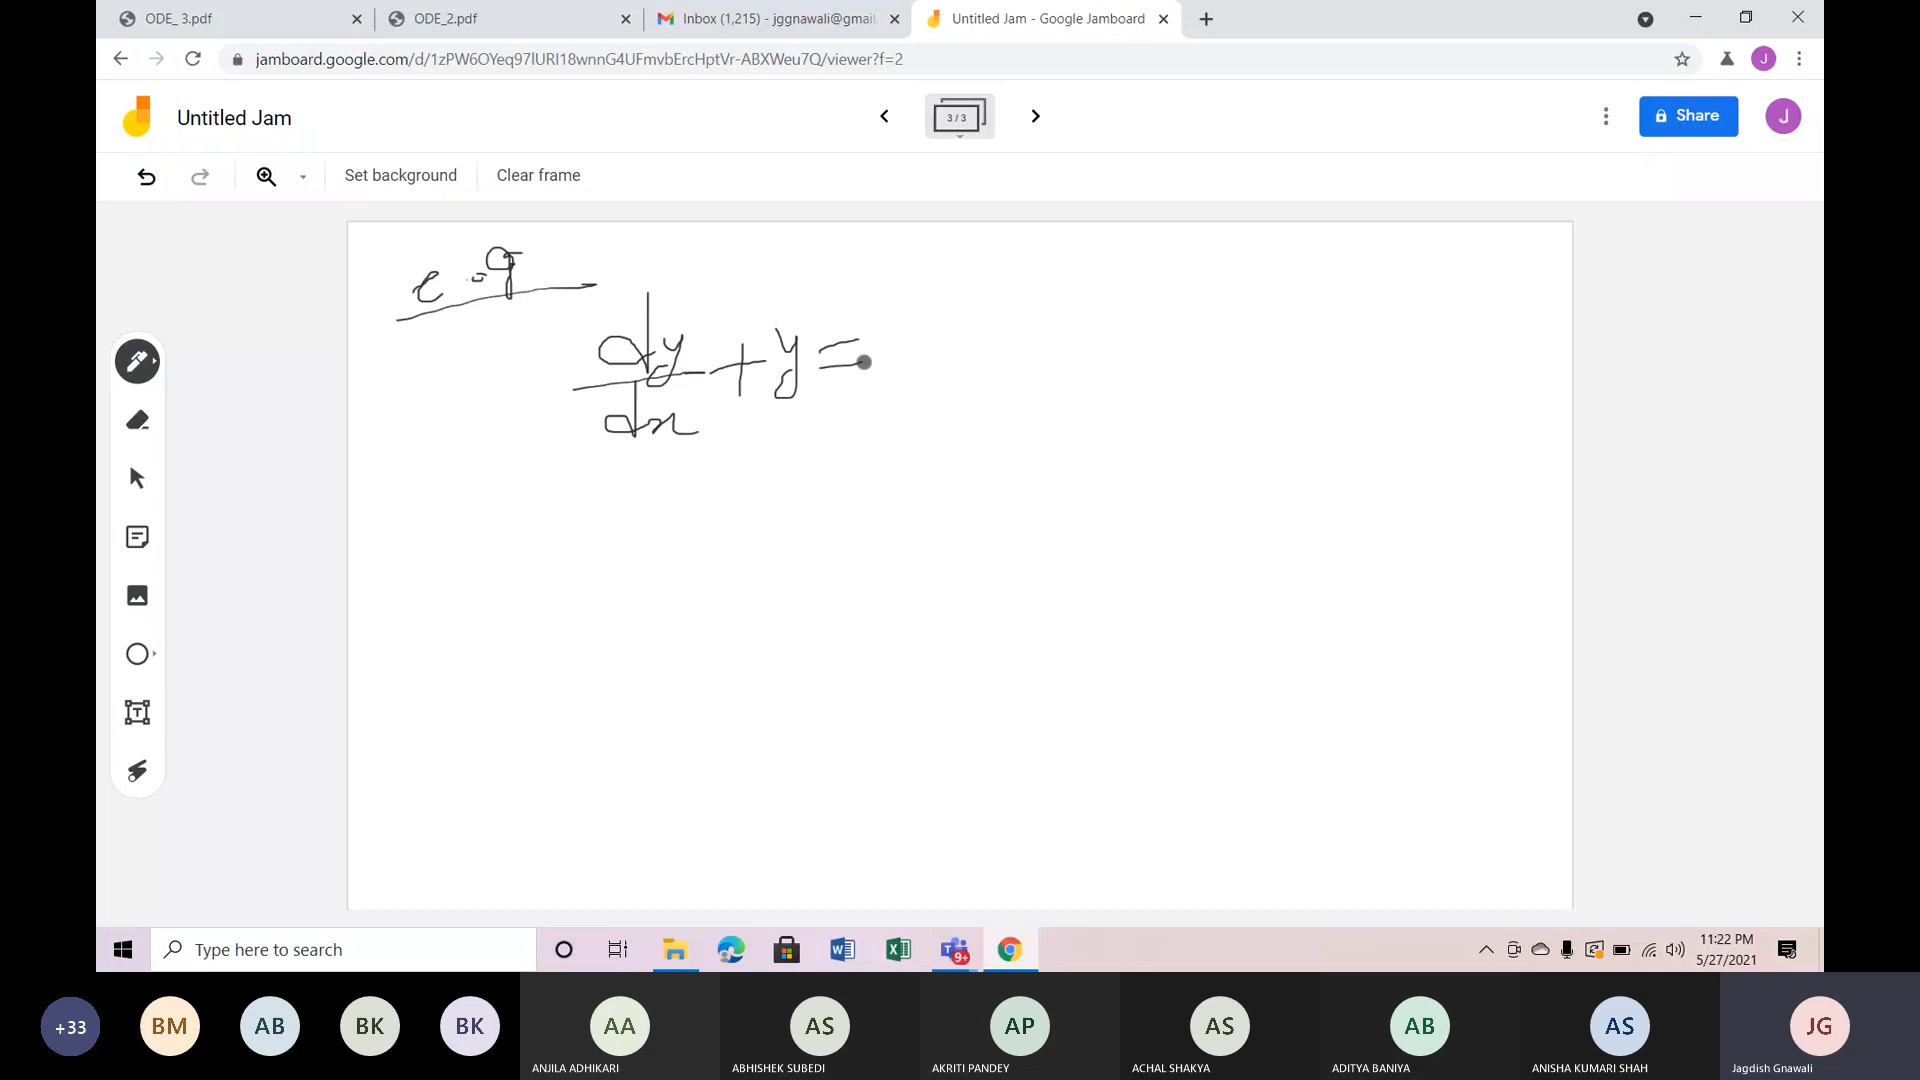 ODE_ 3.pdf
ODE_2.pdf
Inbox (1,215) - jggnawali@gmail.
Untitled Jam - Google Jamboard
jamboard.google.com/d/1zPW6OYeq97lURI18wnnG4UFmvbErcHptVr-ABXWeu7Q/viewer?f=2
J
Untitled Jam
3 / 3
Share
J
Set background
Clear frame
e.g
dy/dx + y =
Type here to search
9+
11:22 PM
5/27/2021
+33
BM
AB
BK
BK
AA
AS
AP
AS
AB
AS
JG
ANJILA ADHIKARI
ABHISHEK SUBEDI
AKRITI PANDEY
ACHAL SHAKYA
ADITYA BANIYA
ANISHA KUMARI SHAH
Jagdish Gnawali